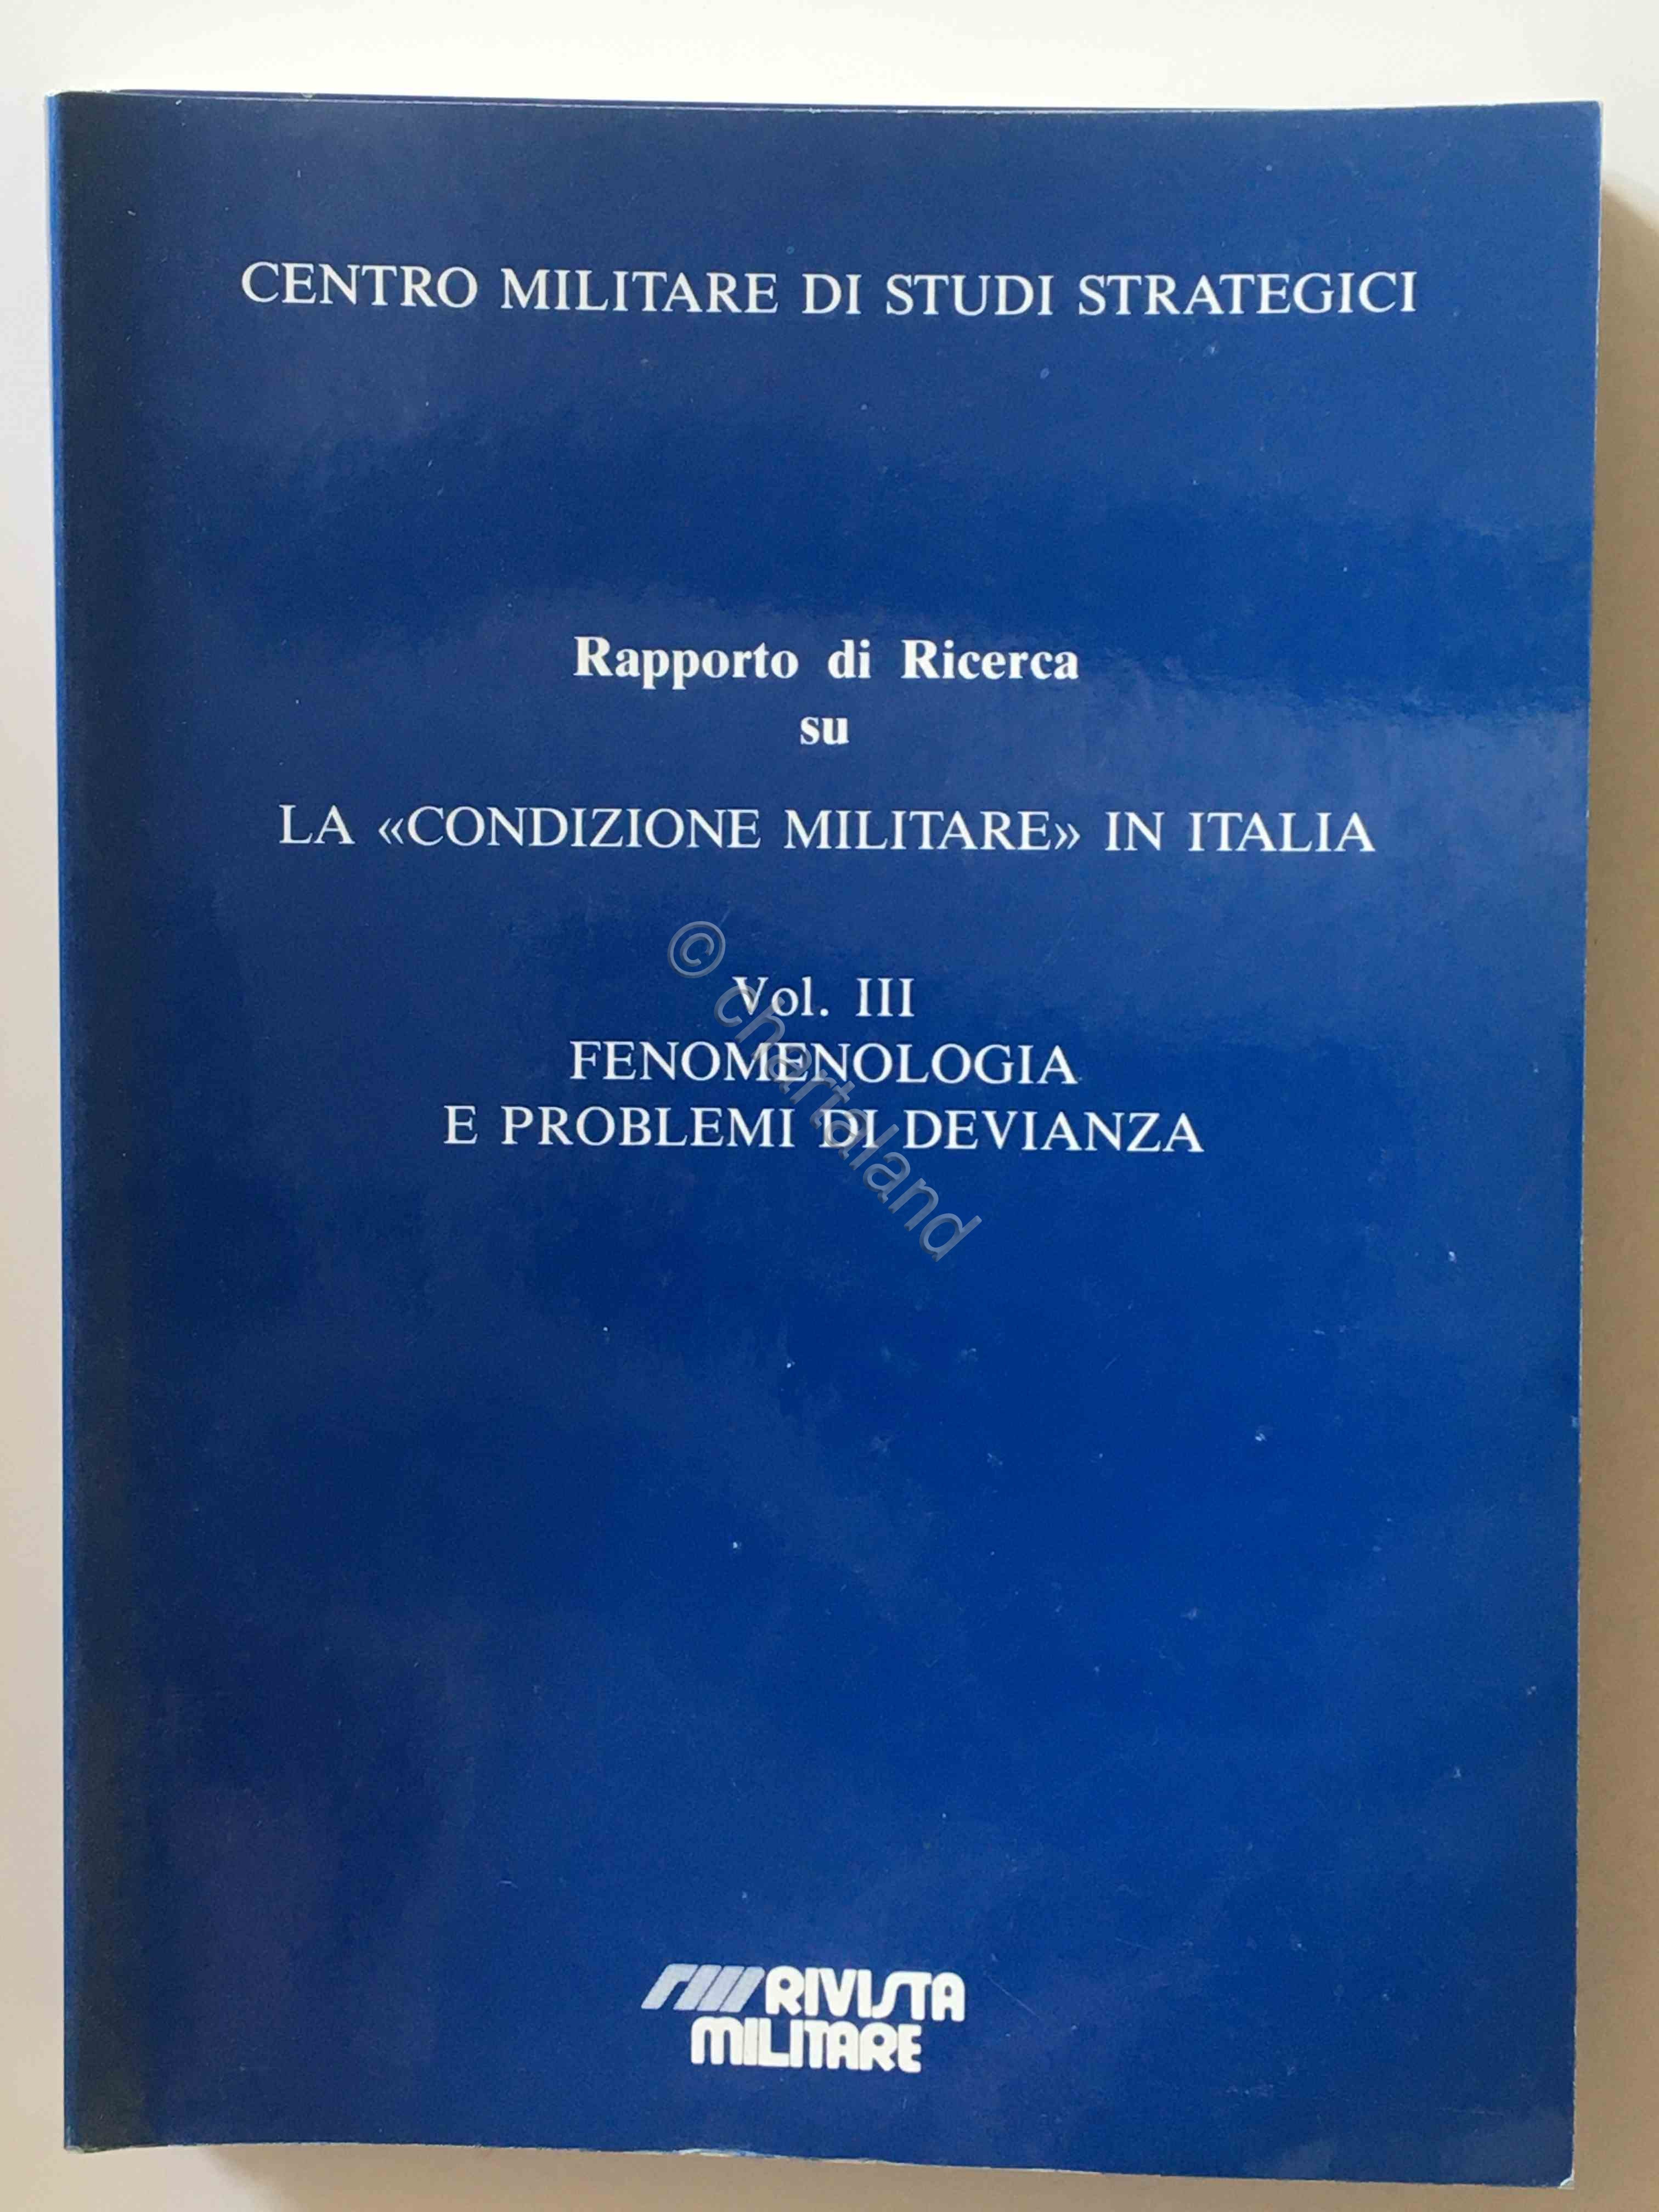 CENTRO MILITARE DI STUDI STRATEGICI
Rapporto di Ricerca
su
LA «CONDIZIONE MILITARE» IN ITALIA
Vol. III
FENOMENOLOGIA
E PROBLEMI DI DEVIANZA
© chartaland
RIVISTA
MILITARE